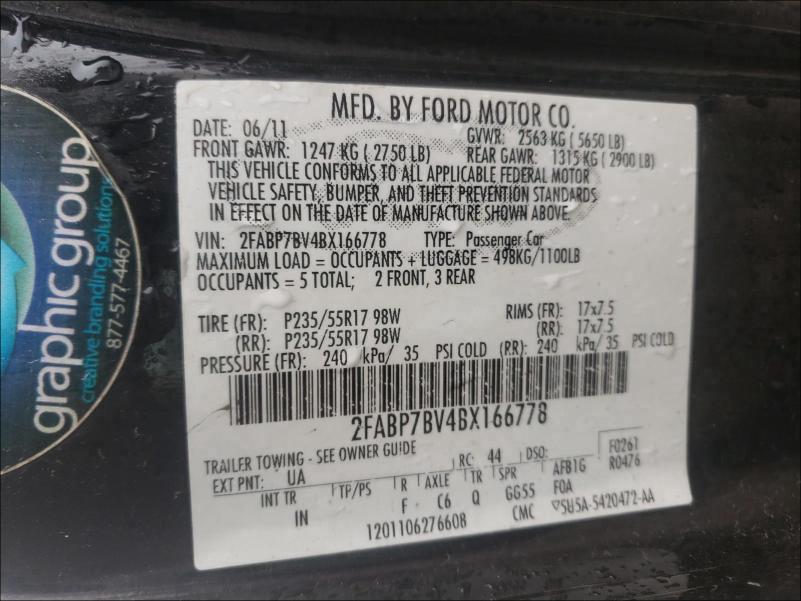 MFD. BY FORD MOTOR CO.
DATE: 06/11 GVWR: 2563 KG ( 5650 LB)
FRONT GAWR: 1247 KG ( 2750 LB) REAR GAWR: 1315 KG ( 2900 LB)
THIS VEHICLE CONFORMS TO ALL APPLICABLE FEDERAL MOTOR
VEHICLE SAFETY, BUMPER, AND THEFT PREVENTION STANDARDS
IN EFFECT ON THE DATE OF MANUFACTURE SHOWN ABOVE.
VIN: 2FABP7BV4BX166778 TYPE: Passenger Car
MAXIMUM LOAD = OCCUPANTS + LUGGAGE = 498KG/1100LB
OCCUPANTS = 5 TOTAL; 2 FRONT, 3 REAR
TIRE (FR): P235/55R17 98W RIMS (FR): 17x7.5
(RR): P235/55R17 98W (RR): 17x7.5
PRESSURE (FR): 240 kPa/ 35 PSI COLD (RR): 240 kPa/ 35 PSI COLD
2FABP7BV4BX166778
TRAILER TOWING - SEE OWNER GUIDE RC: 44 DSO: F0261
EXT PNT: UA AFB1G R0476
INT TR TP/PS R AXLE TR SPR FOA
IN F C6 Q GG55
1201106276608 CMC ▽5U5A-5420472-AA
graphic group
creative branding solutions
877-577-4467